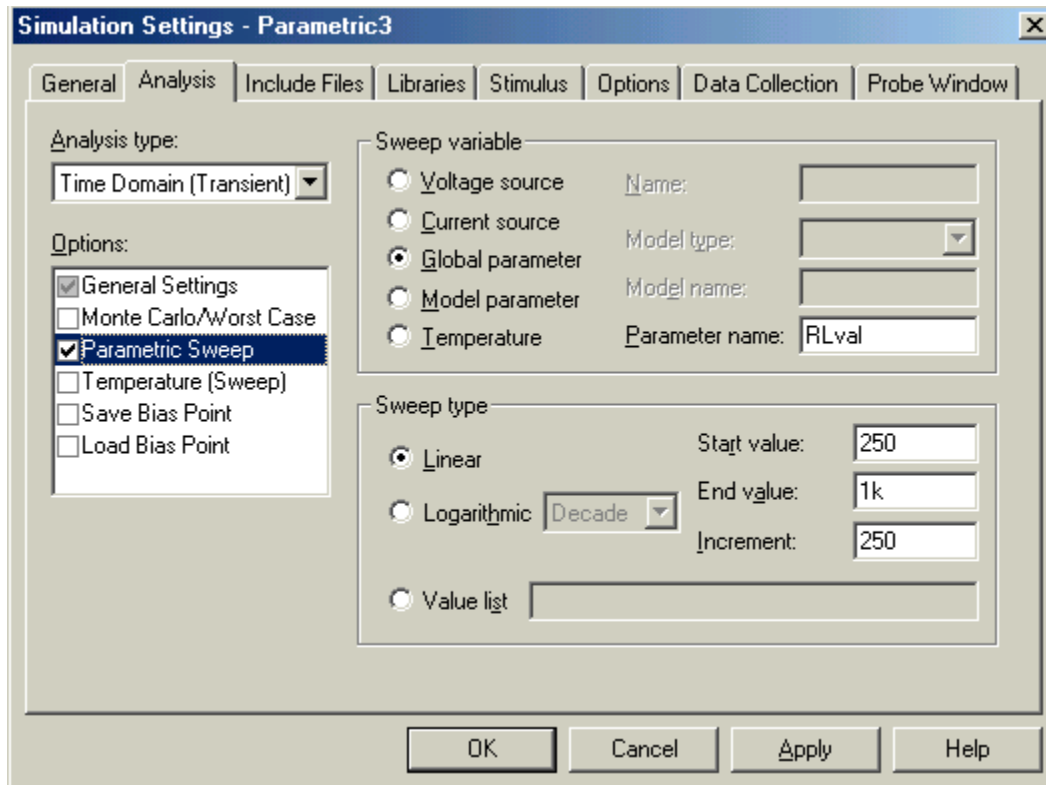 Simulation Settings - Parametric3
General Analysis Include Files Libraries Stimulus Options Data Collection Probe Window
Analysis type:
Time Domain (Transient)
Options:
General Settings
Monte Carlo/Worst Case
Parametric Sweep
Temperature (Sweep)
Save Bias Point
Load Bias Point
Sweep variable
Voltage source
Current source
Global parameter
Model parameter
Temperature
Name:
Model type:
Model name:
Parameter name: RLval
Sweep type
Linear
Logarithmic Decade
Value list
Start value: 250
End value: 1k
Increment: 250
OK Cancel Apply Help